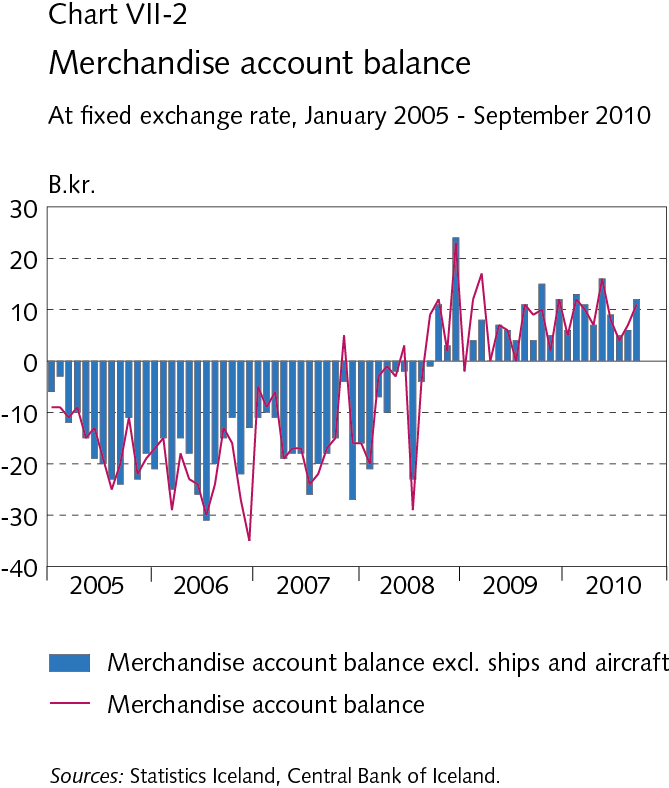 Chart VII-2
Merchandise account balance
At fixed exchange rate, January 2005 - September 2010
B.kr.
30
20
10
0
-10
-20
-30
-40
2005 2006 2007 2008 2009 2010
Merchandise account balance excl. ships and aircraft
Merchandise account balance
Sources: Statistics Iceland, Central Bank of Iceland.